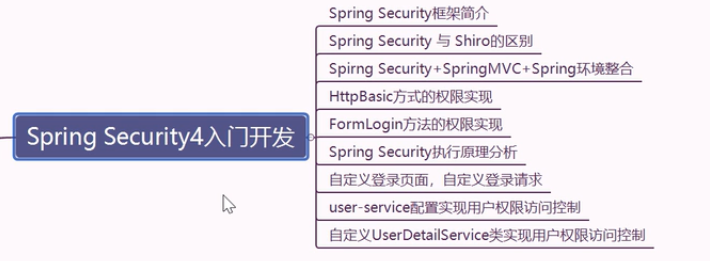 Spring Security框架简介
Spring Security 与 Shiro的区别
Spirng Security+SpringMVC+Spring环境整合
HttpBasic方式的权限实现
Spring Security4入门开发
FormLogin方法的权限实现
Spring Security执行原理分析
自定义登录页面，自定义登录请求
user-service配置实现用户权限访问控制
自定义UserDetailService类实现用户权限访问控制